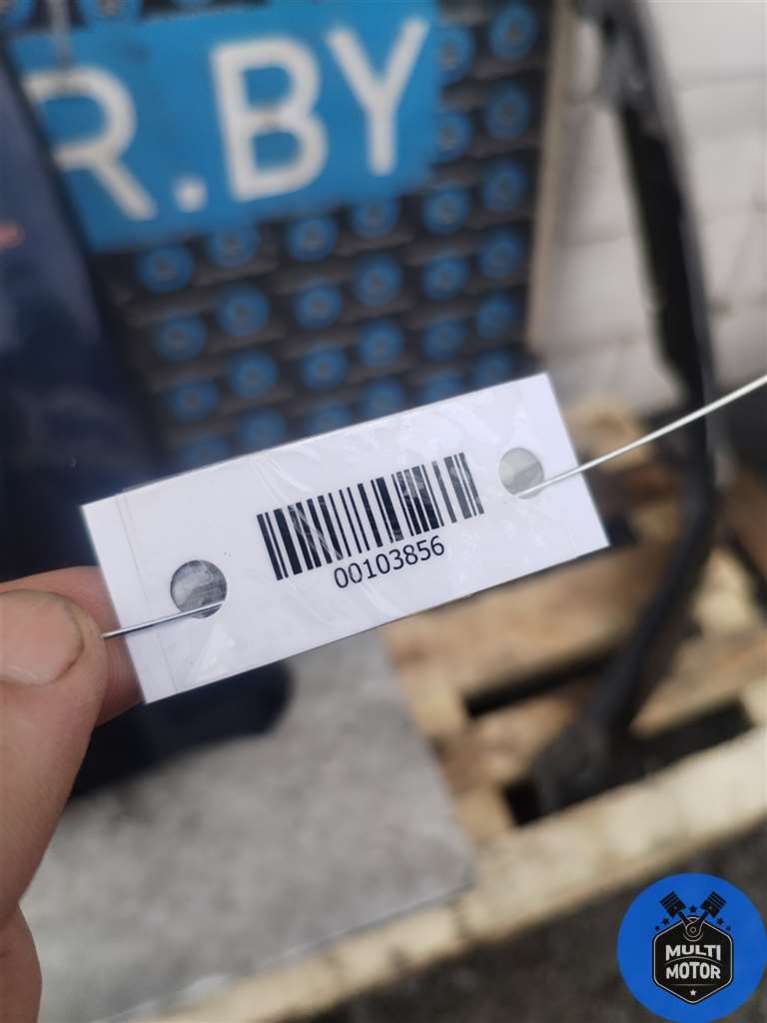 R.BY
00103856
MULTI
MOTOR